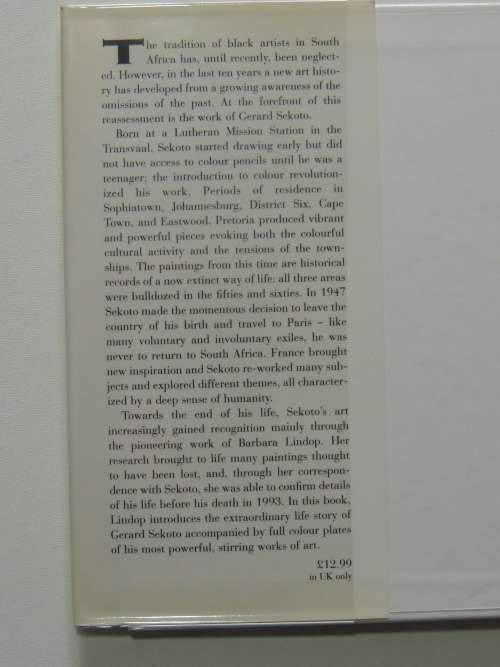 The tradition of black artists in South
Africa has, until recently, been neglect-
ed. However, in the last ten years a new art histo-
ry has developed from a growing awareness of the
omissions of the past. At the forefront of this
reassessment is the work of Gerard Sekoto.
Born at a Lutheran Mission Station in the
Transvaal, Sekoto started drawing early but did
not have access to colour pencils until he was a
teenager; the introduction to colour revolution-
ized his work. Periods of residence in
Sophiatown, Johannesburg, District Six, Cape
Town, and Eastwood, Pretoria produced vibrant
and powerful pieces evoking both the colourful
cultural activity and the tensions of the town-
ships. The paintings from this time are historical
records of a now extinct way of life: all three areas
were bulldozed in the fifties and sixties. In 1947
Sekoto made the momentous decision to leave the
country of his birth and travel to Paris – like
many voluntary and involuntary exiles, he was
never to return to South Africa. France brought
new inspiration and Sekoto re-worked many sub-
jects and explored different themes, all character-
ized by a deep sense of humanity.
Towards the end of his life, Sekoto's art
increasingly gained recognition mainly through
the pioneering work of Barbara Lindop. Her
research brought to life many paintings thought
to have been lost, and, through her correspon-
dence with Sekoto, she was able to confirm details
of his life before his death in 1993. In this book,
Lindop introduces the extraordinary life story of
Gerard Sekoto accompanied by full colour plates
of his most powerful, stirring works of art.
£12.99
in UK only